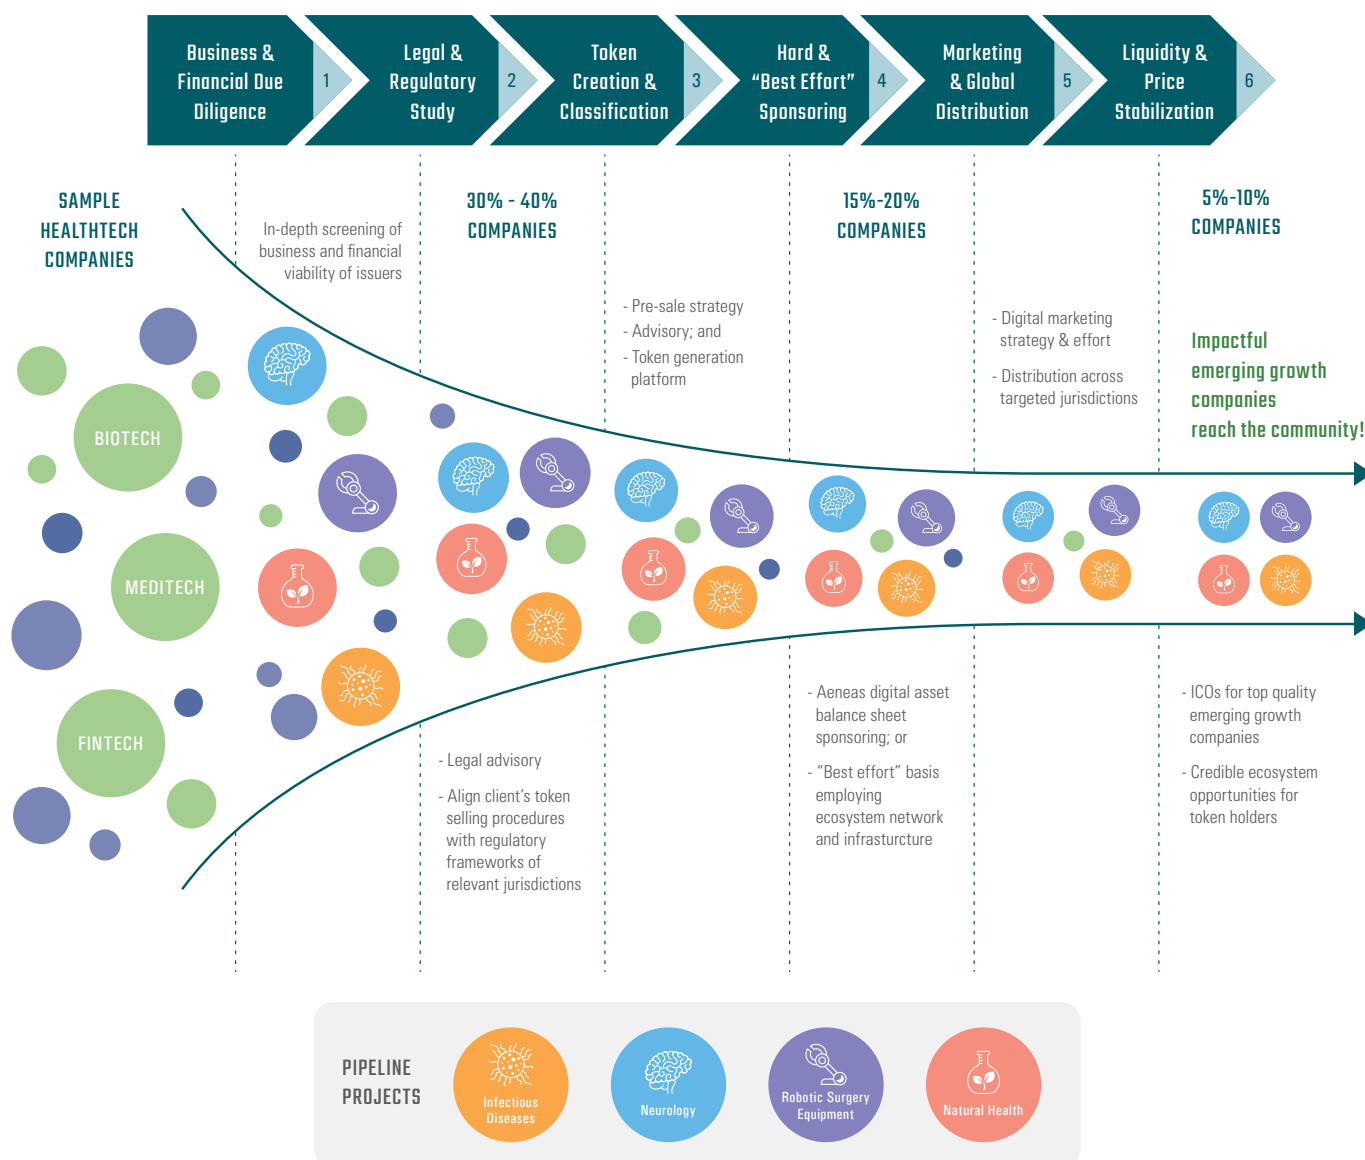 Business &
Financial Due
Diligence
1
Legal &
Regulatory
Study
2
Token
Creation &
Classification
3
Hard &
“Best Effort”
Sponsoring
4
Marketing
& Global
Distribution
5
Liquidity &
Price
Stabilization
6
SAMPLE
HEALTHTECH
COMPANIES
In-depth screening of
business and financial
viability of issuers
30% - 40%
COMPANIES
- Pre-sale strategy
- Advisory; and
- Token generation
platform
15%-20%
COMPANIES
- Digital marketing
strategy & effort
- Distribution across
targeted jurisdictions
5%-10%
COMPANIES
Impactful
emerging growth
companies
reach the community!
BIOTECH
MEDITECH
FINTECH
- Legal advisory
- Align client’s token
selling procedures
with regulatory
frameworks of
relevant jurisdictions
- Aeneas digital asset
balance sheet
sponsoring; or
- “Best effort” basis
employing
ecosystem network
and infrasturcture
- ICOs for top quality
emerging growth
companies
- Credible ecosystem
opportunities for
token holders
PIPELINE
PROJECTS
Infectious
Diseases
Neurology
Robotic Surgery
Equipment
Natural Health